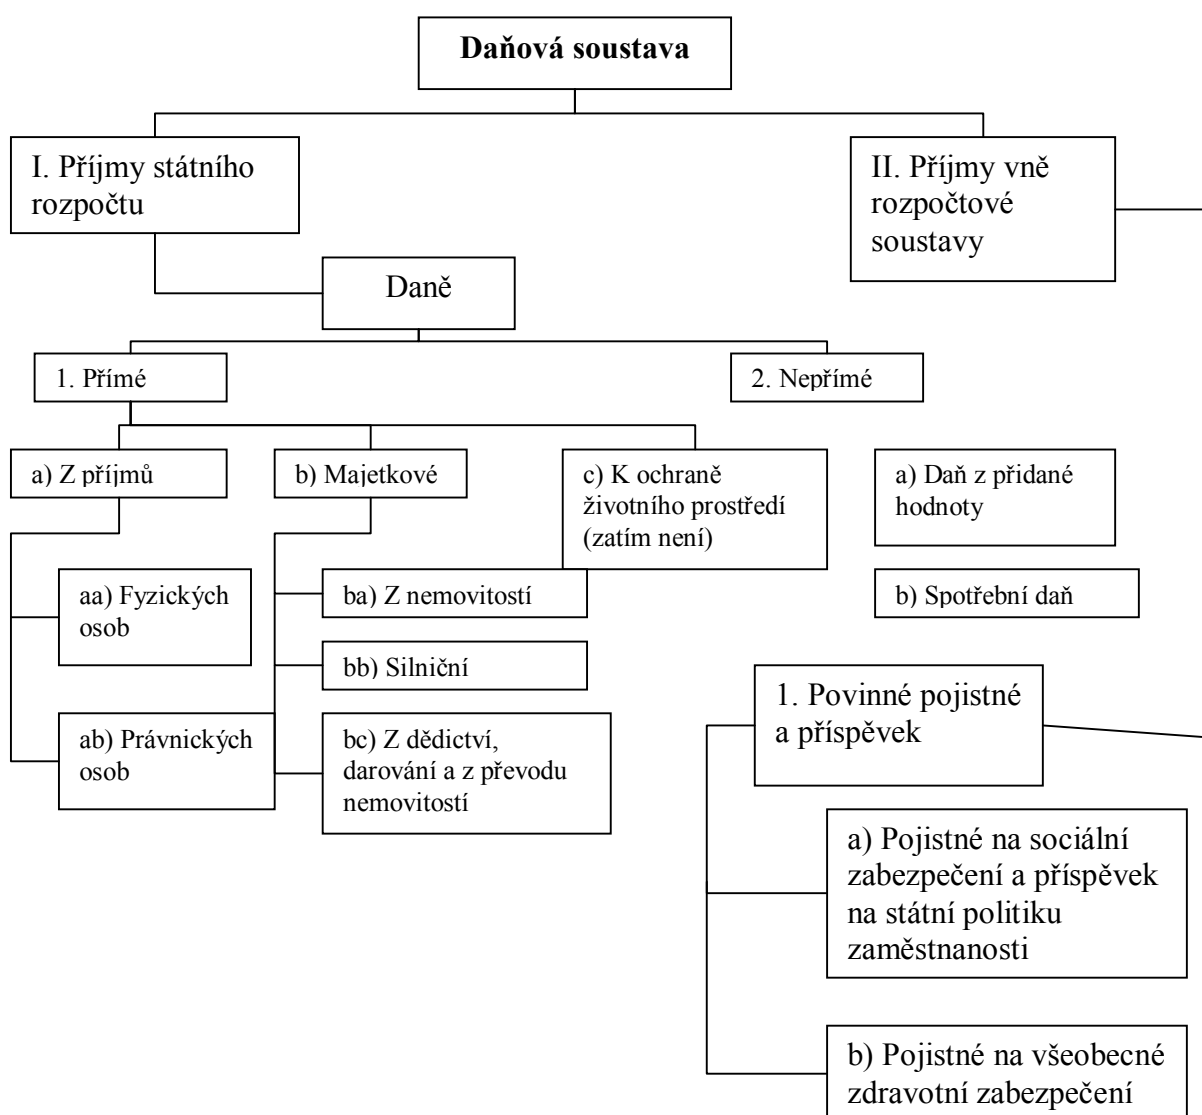 Daňová soustava
I. Příjmy státního
rozpočtu
II. Příjmy vně
rozpočtové
soustavy
Daně
1. Přímé
2. Nepřímé
a) Z příjmů
b) Majetkové
c) K ochraně
životního prostředí
(zatím není)
a) Daň z přidané
hodnoty
aa) Fyzických
osob
ba) Z nemovitostí
b) Spotřební daň
bb) Silniční
1. Povinné pojistné
a příspěvek
ab) Právnických
osob
bc) Z dědictví,
darování a z převodu
nemovitostí
a) Pojistné na sociální
zabezpečení a příspěvek
na státní politiku
zaměstnanosti
b) Pojistné na všeobecné
zdravotní zabezpečení